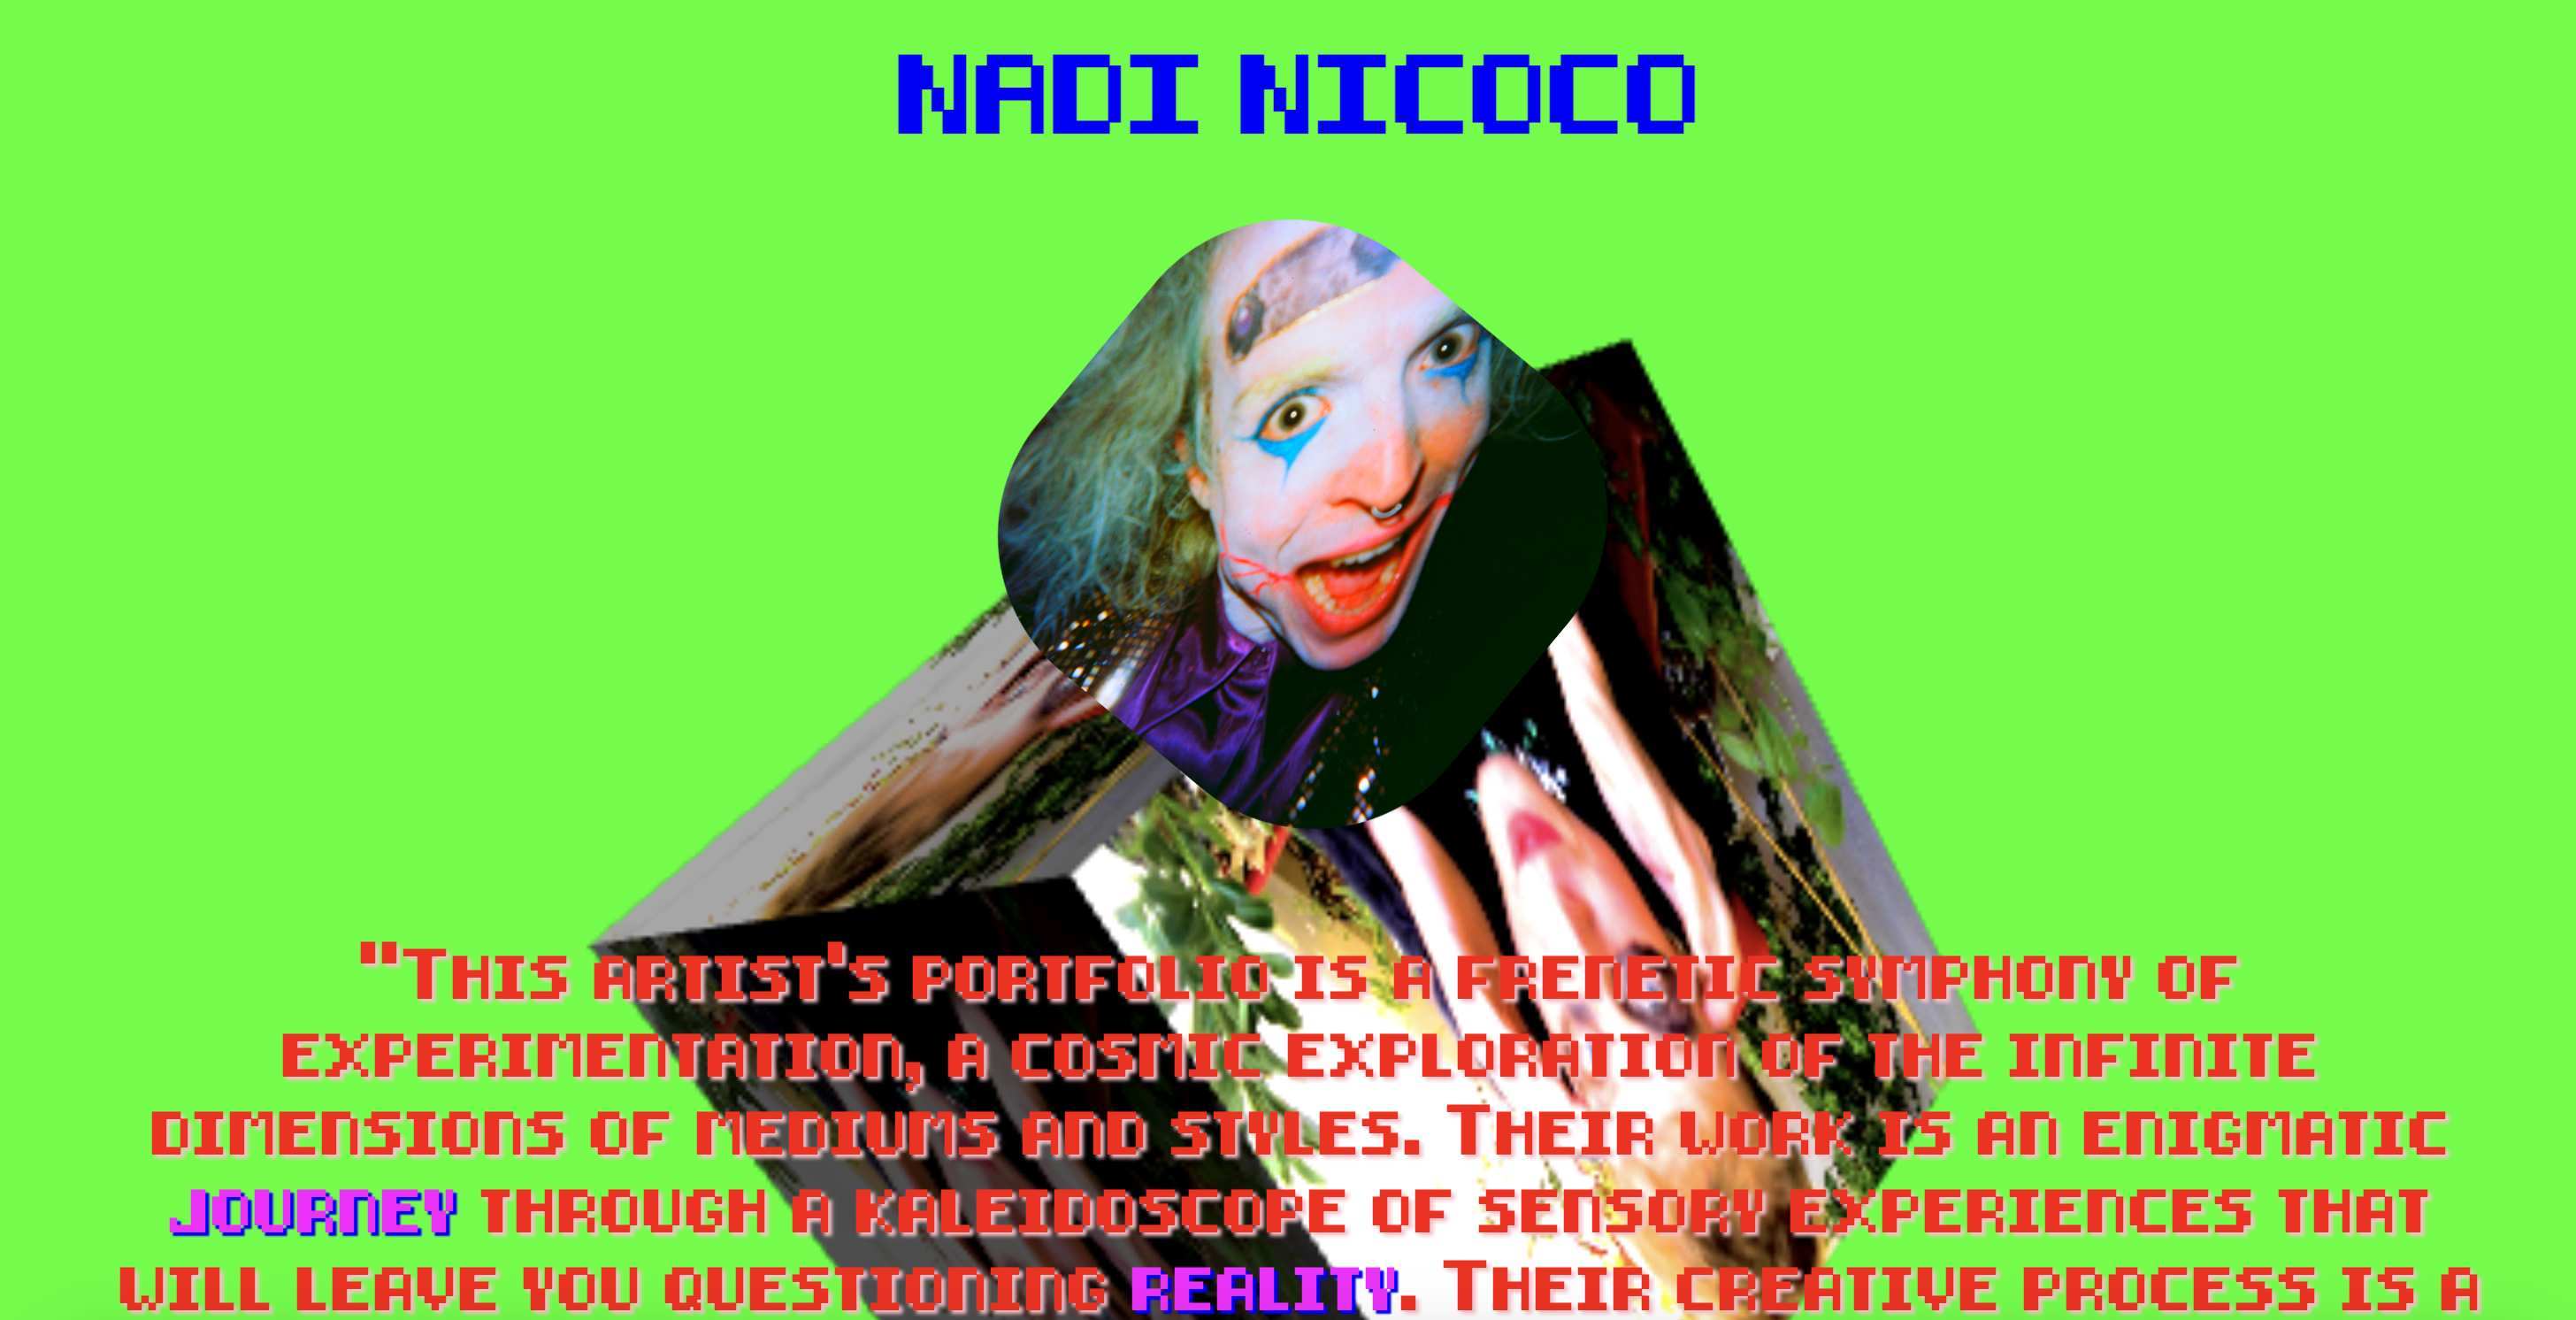 NADI NICOCO
"This artist's portfolio is a frenetic symphony of
experimentation, a cosmic exploration of the infinite
dimensions of mediums and styles. Their work is an enigmatic
journey through a kaleidoscope of sensory experiences that
will leave you questioning reality. Their creative process is a